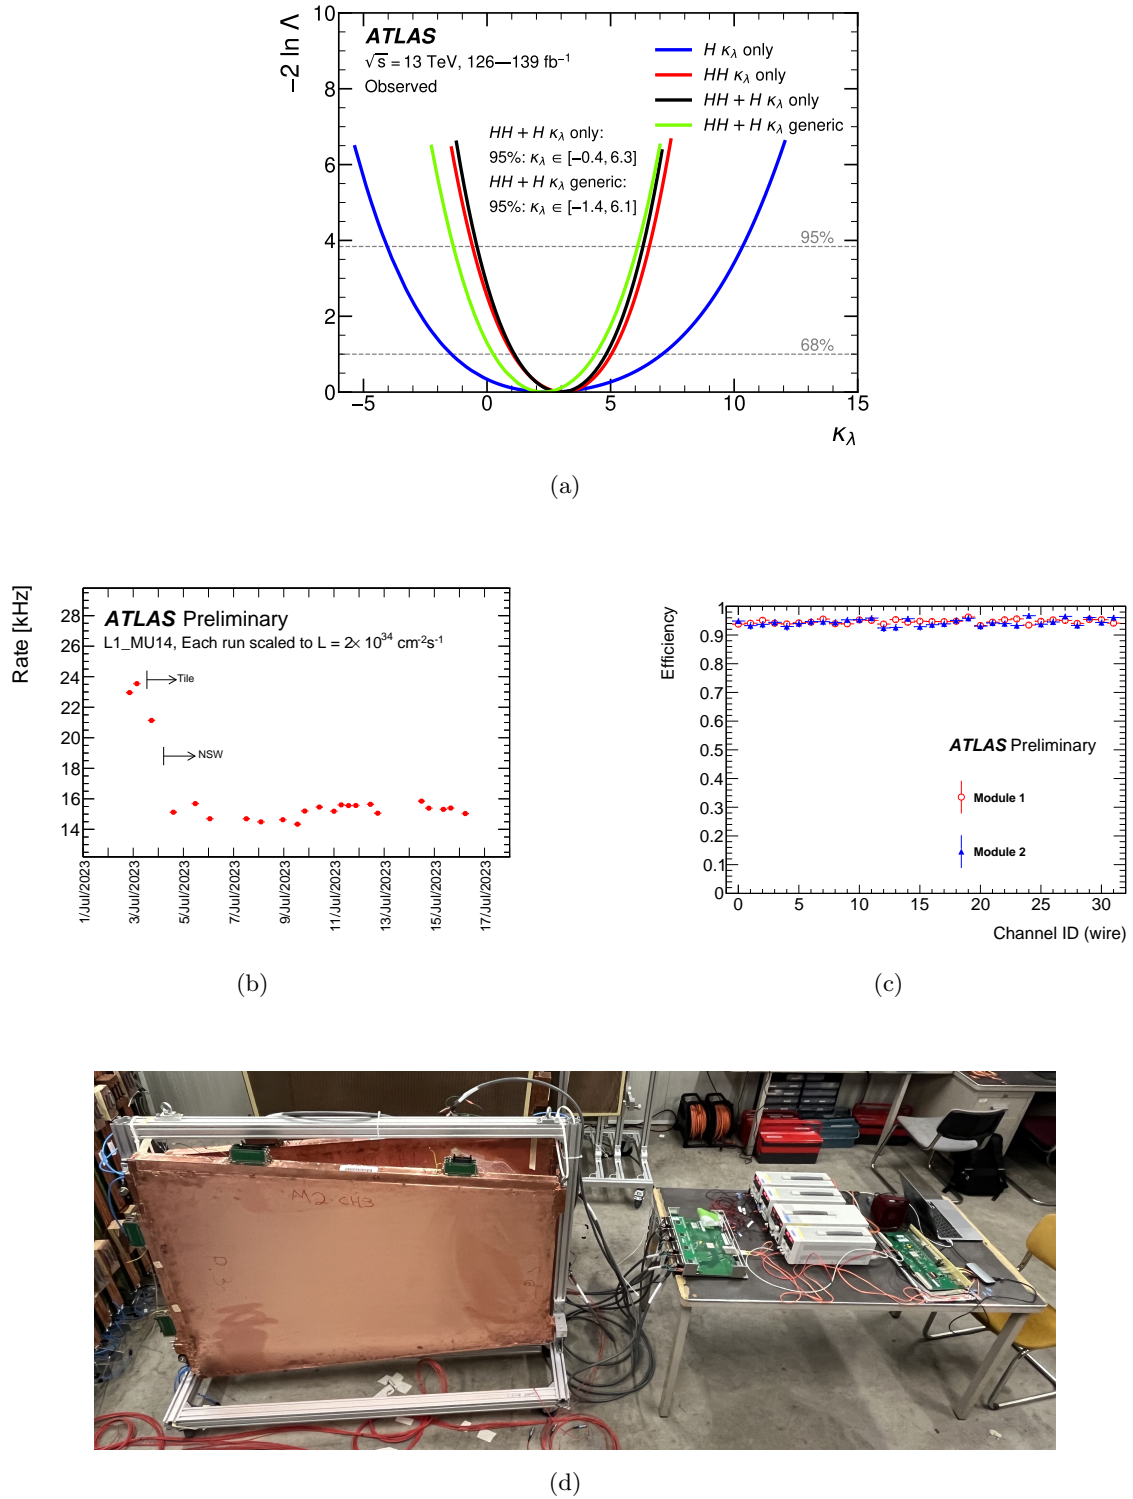 −2 ln Λ
10
8
6
4
2
0
ATLAS
√s = 13 TeV, 126—139 fb⁻¹
Observed
H κλ only
HH κλ only
HH + H κλ only
HH + H κλ generic
HH + H κλ only:
95%: κλ ∈ [−0.4, 6.3]
HH + H κλ generic:
95%: κλ ∈ [−1.4, 6.1]
95%
68%
−5 0 5 10 15
κλ
(a)
Rate [kHz]
28
26
24
22
20
18
16
14
ATLAS Preliminary
L1_MU14, Each run scaled to L = 2× 10³⁴ cm⁻²s⁻¹
Tile
NSW
1/Jul/2023
3/Jul/2023
5/Jul/2023
7/Jul/2023
9/Jul/2023
11/Jul/2023
13/Jul/2023
15/Jul/2023
17/Jul/2023
(b)
Efficiency
1
0.9
0.8
0.7
0.6
0.5
0.4
0.3
0.2
0.1
0
ATLAS Preliminary
Module 1
Module 2
0 5 10 15 20 25 30
Channel ID (wire)
(c)
M2-CH3
(d)